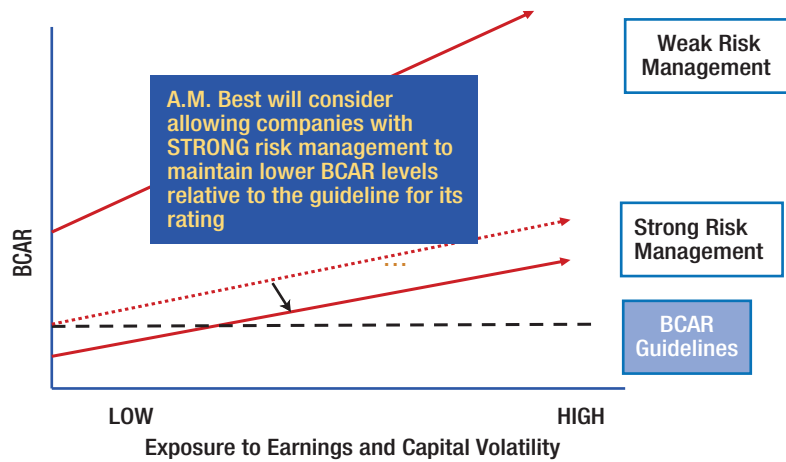 Weak Risk
Management
A.M. Best will consider
allowing companies with
STRONG risk management to
maintain lower BCAR levels
relative to the guideline for its
rating
...
Strong Risk
Management
BCAR
BCAR
Guidelines
LOW
HIGH
Exposure to Earnings and Capital Volatility